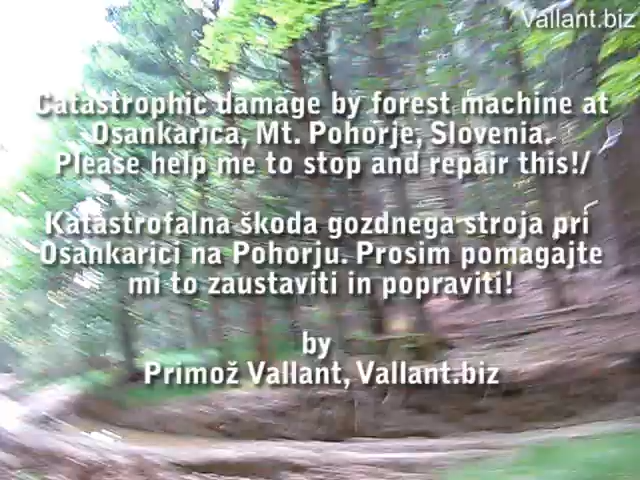 Vallant.biz
Catastrophic damage by forest machine at
Osankarica, Mt. Pohorje, Slovenia.
Please help me to stop and repair this!/
Katastrofalna škoda gozdnega stroja pri
Osankarici na Pohorju. Prosim pomagajte
mi to zaustaviti in popraviti!
by
Primož Vallant, Vallant.biz